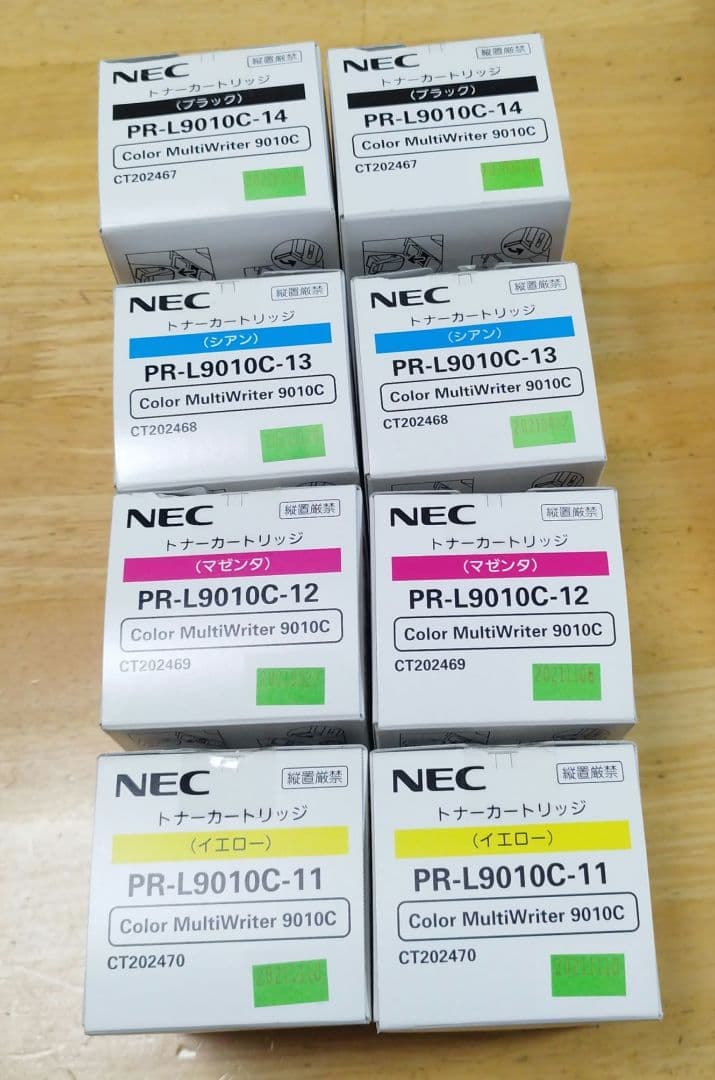 NEC 縦置厳禁
トナーカートリッジ
(ブラック)
PR-L9010C-14
Color MultiWriter 9010C
CT202467
NEC 縦置厳禁
トナーカートリッジ
(ブラック)
PR-L9010C-14
Color MultiWriter 9010C
CT202467
NEC 縦置厳禁
トナーカートリッジ
(シアン)
PR-L9010C-13
Color MultiWriter 9010C
CT202468
NEC 縦置厳禁
トナーカートリッジ
(シアン)
PR-L9010C-13
Color MultiWriter 9010C
CT202468
NEC 縦置厳禁
トナーカートリッジ
(マゼンタ)
PR-L9010C-12
Color MultiWriter 9010C
CT202469
NEC 縦置厳禁
トナーカートリッジ
(マゼンタ)
PR-L9010C-12
Color MultiWriter 9010C
CT202469
20211108
NEC 縦置厳禁
トナーカートリッジ
(イエロー)
PR-L9010C-11
Color MultiWriter 9010C
CT202470
NEC 縦置厳禁
トナーカートリッジ
(イエロー)
PR-L9010C-11
Color MultiWriter 9010C
CT202470